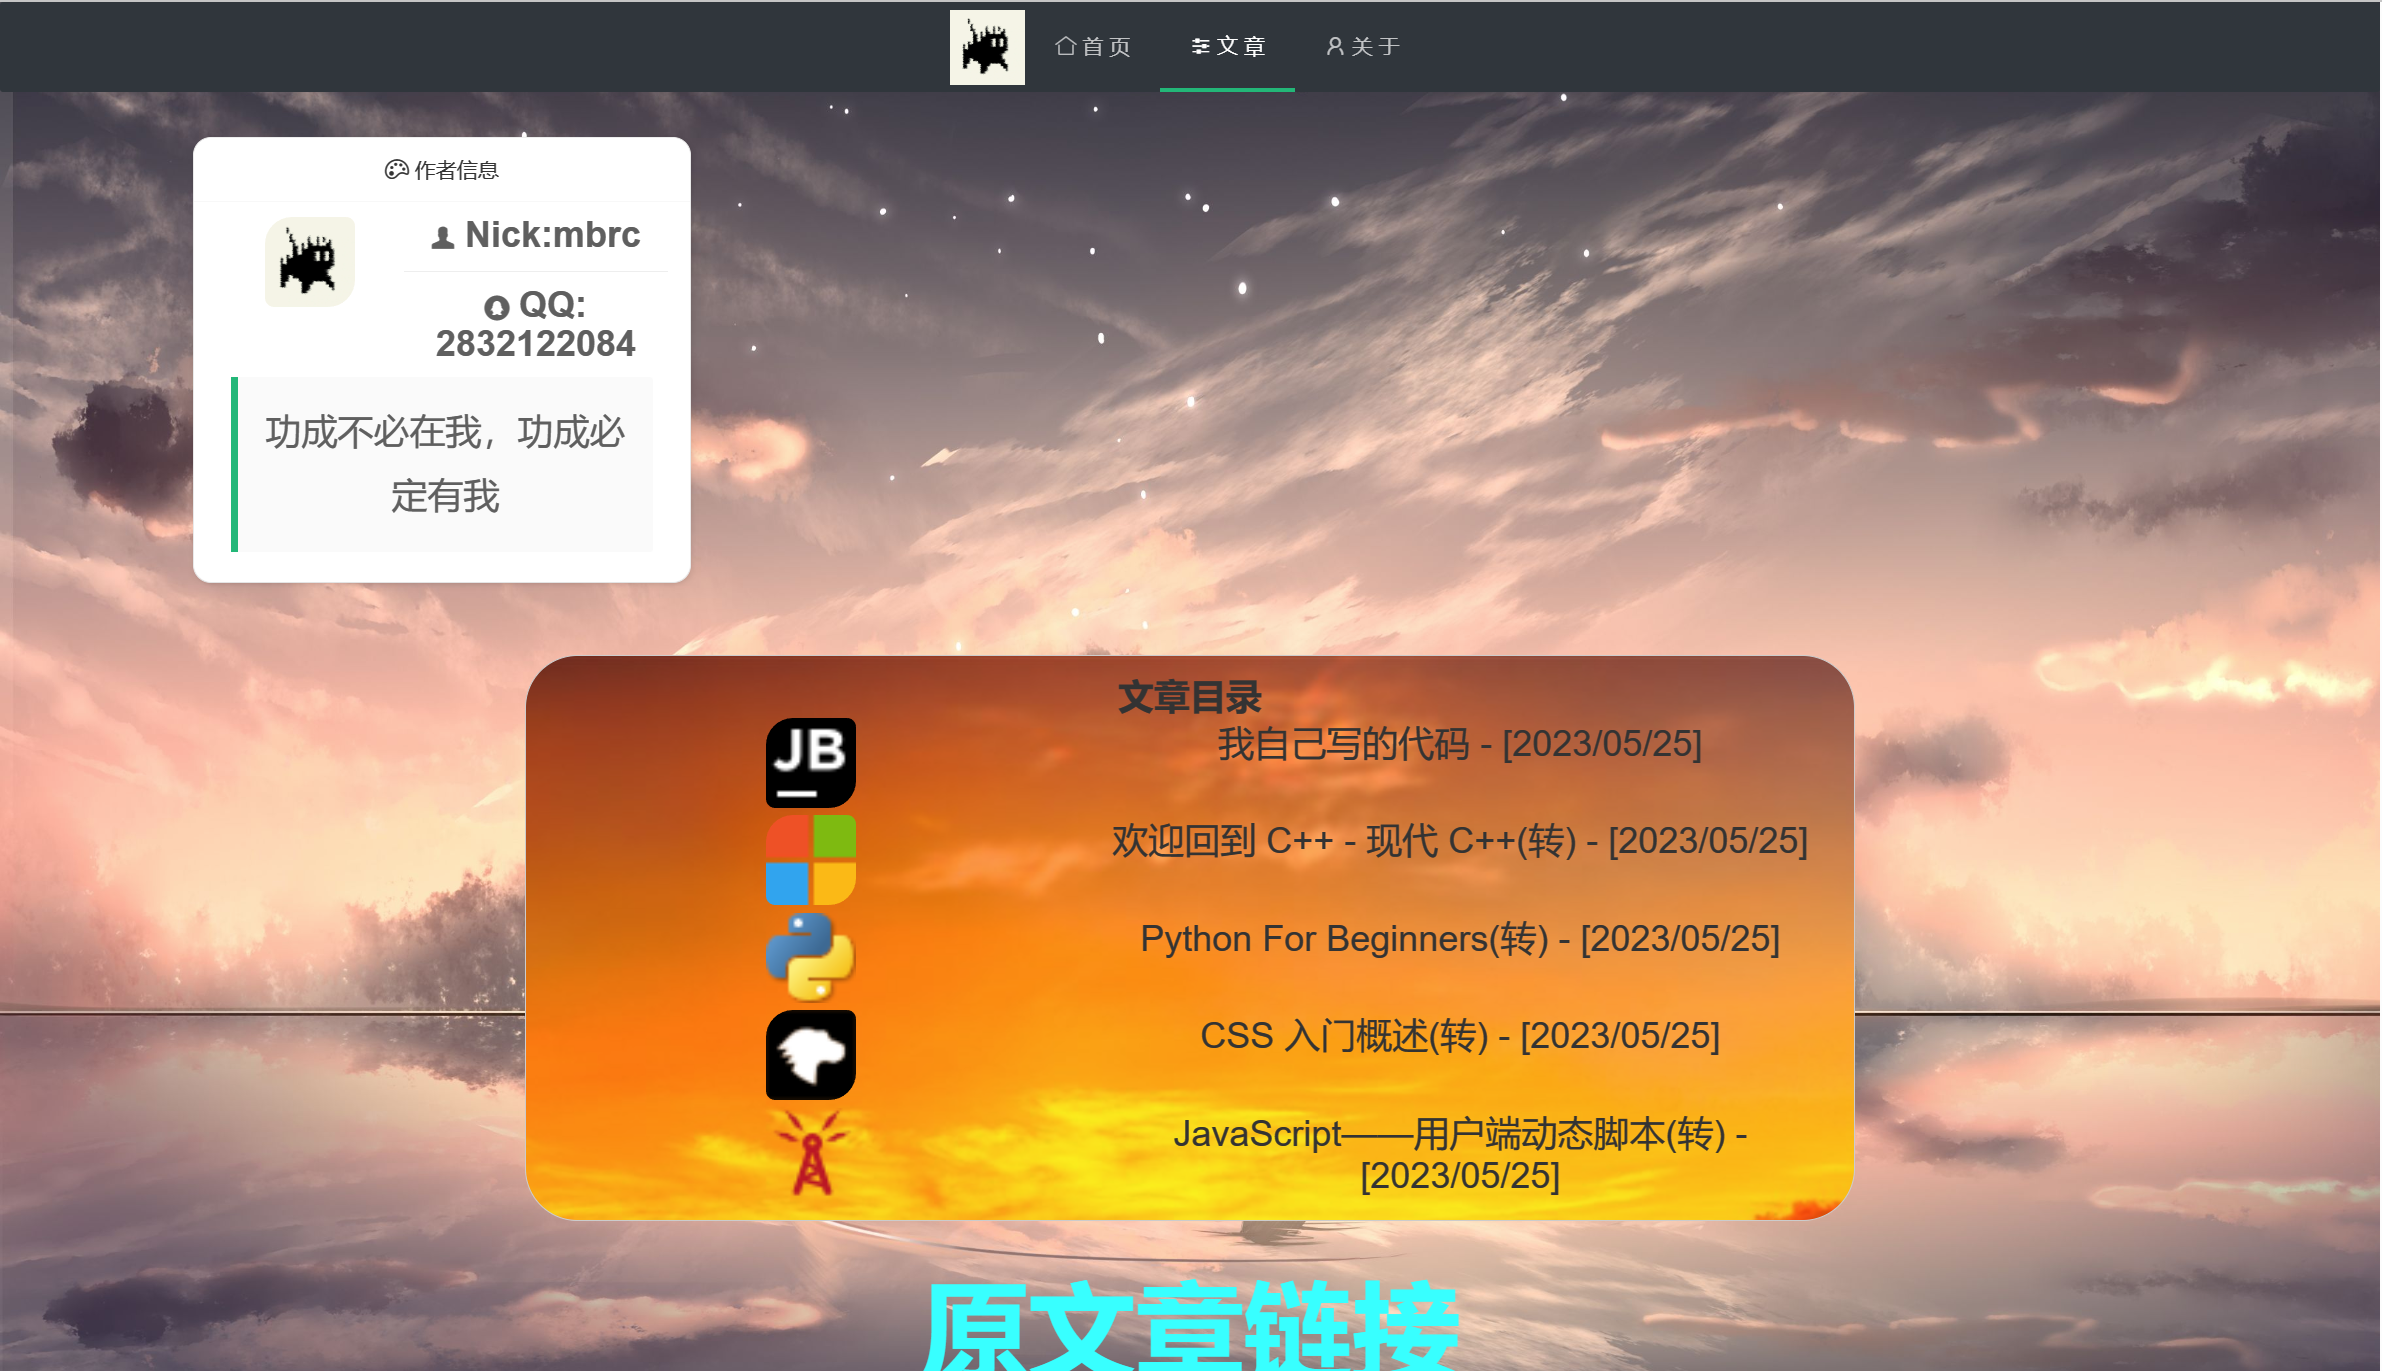 首页
文章
关于
作者信息
Nick:mbrc
QQ:
2832122084
功成不必在我，功成必
定有我
文章目录
JB
我自己写的代码 - [2023/05/25]
欢迎回到 C++ - 现代 C++(转) - [2023/05/25]
Python For Beginners(转) - [2023/05/25]
CSS 入门概述(转) - [2023/05/25]
JavaScript——用户端动态脚本(转) -
[2023/05/25]
原文章链接